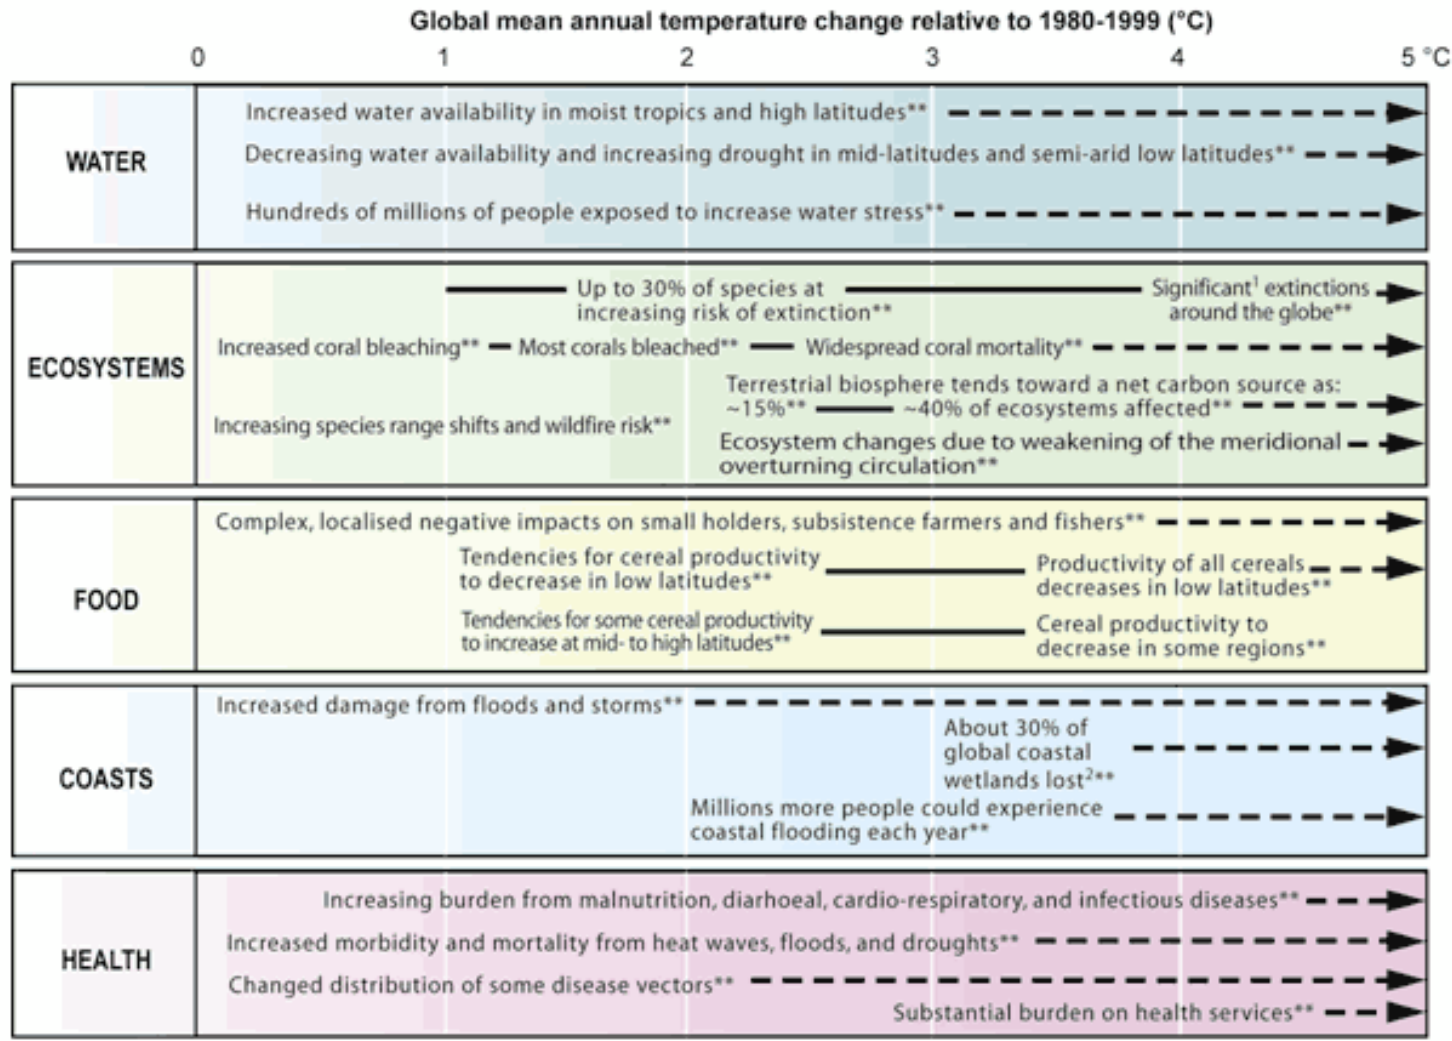 Global mean annual temperature change relative to 1980-1999 (°C)
0 1 2 3 4 5 °C
WATER
Increased water availability in moist tropics and high latitudes**
Decreasing water availability and increasing drought in mid-latitudes and semi-arid low latitudes**
Hundreds of millions of people exposed to increase water stress**
ECOSYSTEMS
Up to 30% of species at
increasing risk of extinction**
Significant¹ extinctions
around the globe**
Increased coral bleaching** Most corals bleached** Widespread coral mortality**
Terrestrial biosphere tends toward a net carbon source as:
~15%** ~40% of ecosystems affected**
Increasing species range shifts and wildfire risk**
Ecosystem changes due to weakening of the meridional
overturning circulation**
FOOD
Complex, localised negative impacts on small holders, subsistence farmers and fishers**
Tendencies for cereal productivity
to decrease in low latitudes**
Productivity of all cereals
decreases in low latitudes**
Tendencies for some cereal productivity
to increase at mid- to high latitudes**
Cereal productivity to
decrease in some regions**
COASTS
Increased damage from floods and storms**
About 30% of
global coastal
wetlands lost²**
Millions more people could experience
coastal flooding each year**
HEALTH
Increasing burden from malnutrition, diarhoeal, cardio-respiratory, and infectious diseases**
Increased morbidity and mortality from heat waves, floods, and droughts**
Changed distribution of some disease vectors**
Substantial burden on health services**